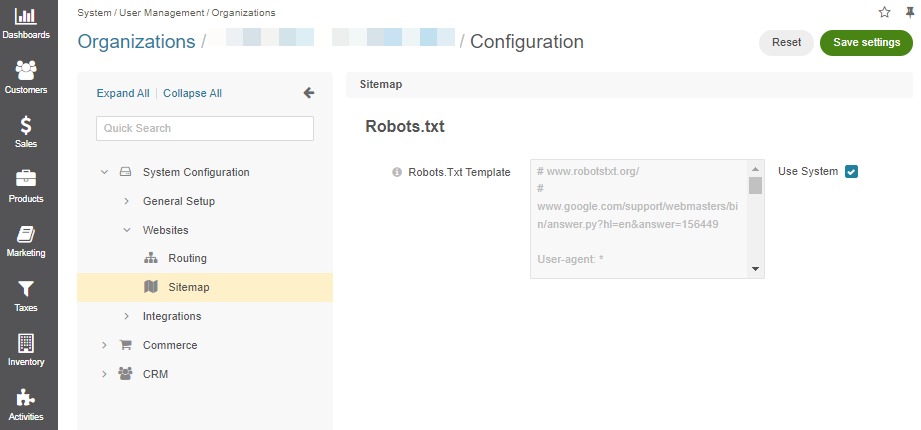 System / User Management / Organizations
Organizations / / Configuration
Reset
Save settings
Dashboards
Customers
Sales
Products
Marketing
Taxes
Inventory
Activities
Expand All | Collapse All
Quick Search
System Configuration
General Setup
Websites
Routing
Sitemap
Integrations
Commerce
CRM
Sitemap
Robots.txt
Robots.Txt Template
# www.robotstxt.org/
#
www.google.com/support/webmasters/bi
n/answer.py?hl=en&answer=156449
User-agent: *
Use System